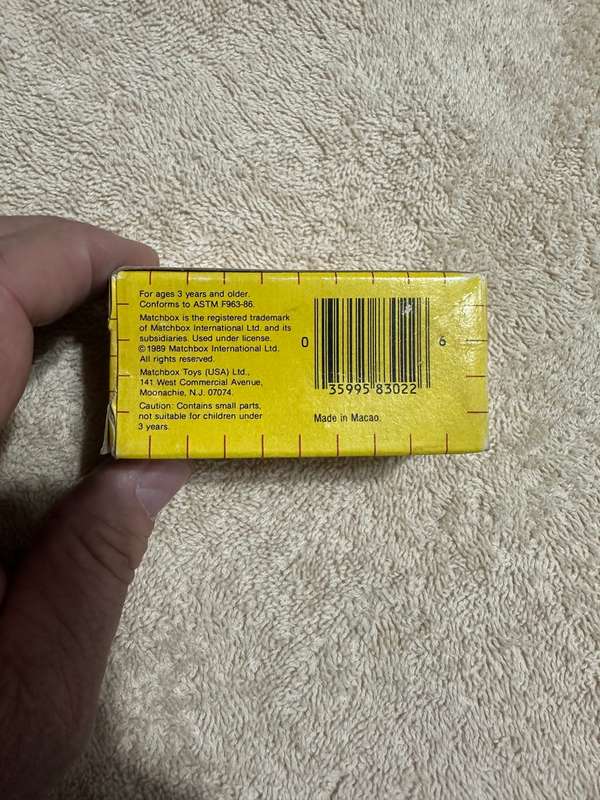 For ages 3 years and older.
Conforms to ASTM F963-86.
Matchbox is the registered trademark
of Matchbox International Ltd. and its
subsidiaries. Used under license.
©1989 Matchbox International Ltd.
All rights reserved.
Matchbox Toys (USA) Ltd.,
141 West Commercial Avenue,
Moonachie, N.J. 07074.
Caution: Contains small parts,
not suitable for children under
3 years.
0 35995 83022 6
Made in Macao.